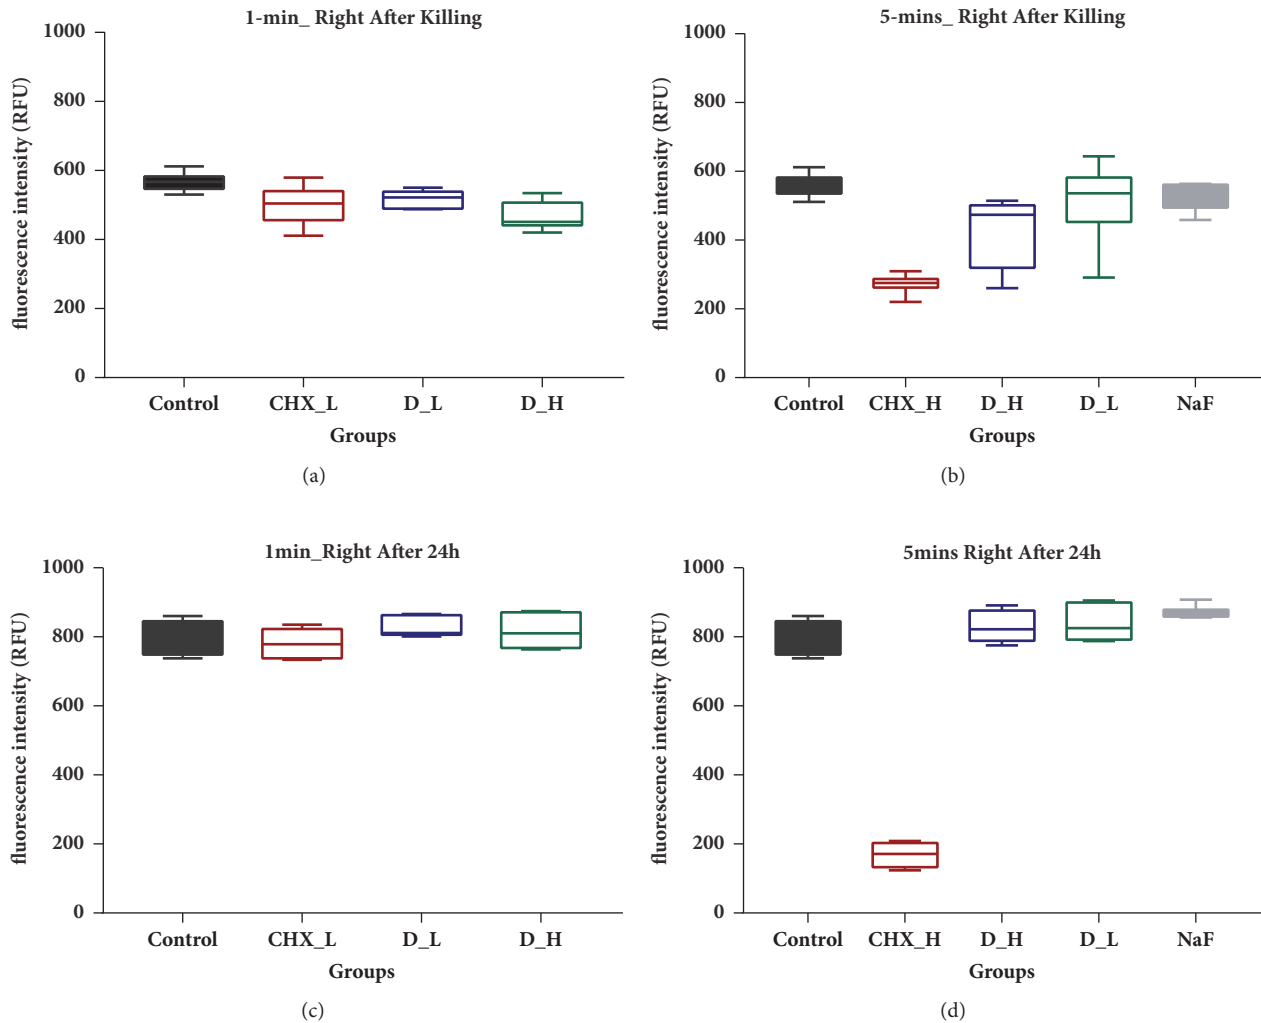 1-min_ Right After Killing
1000
800
600
400
200
0
fluorescence intensity (RFU)
Control CHX_L D_L D_H
Groups
(a)
5-mins_ Right After Killing
1000
800
600
400
200
0
fluorescence intensity (RFU)
Control CHX_H D_H D_L NaF
Groups
(b)
1min_Right After 24h
1000
800
600
400
200
0
fluorescence intensity (RFU)
Control CHX_L D_L D_H
Groups
(c)
5mins Right After 24h
1000
800
600
400
200
0
fluorescence intensity (RFU)
Control CHX_H D_H D_L NaF
Groups
(d)